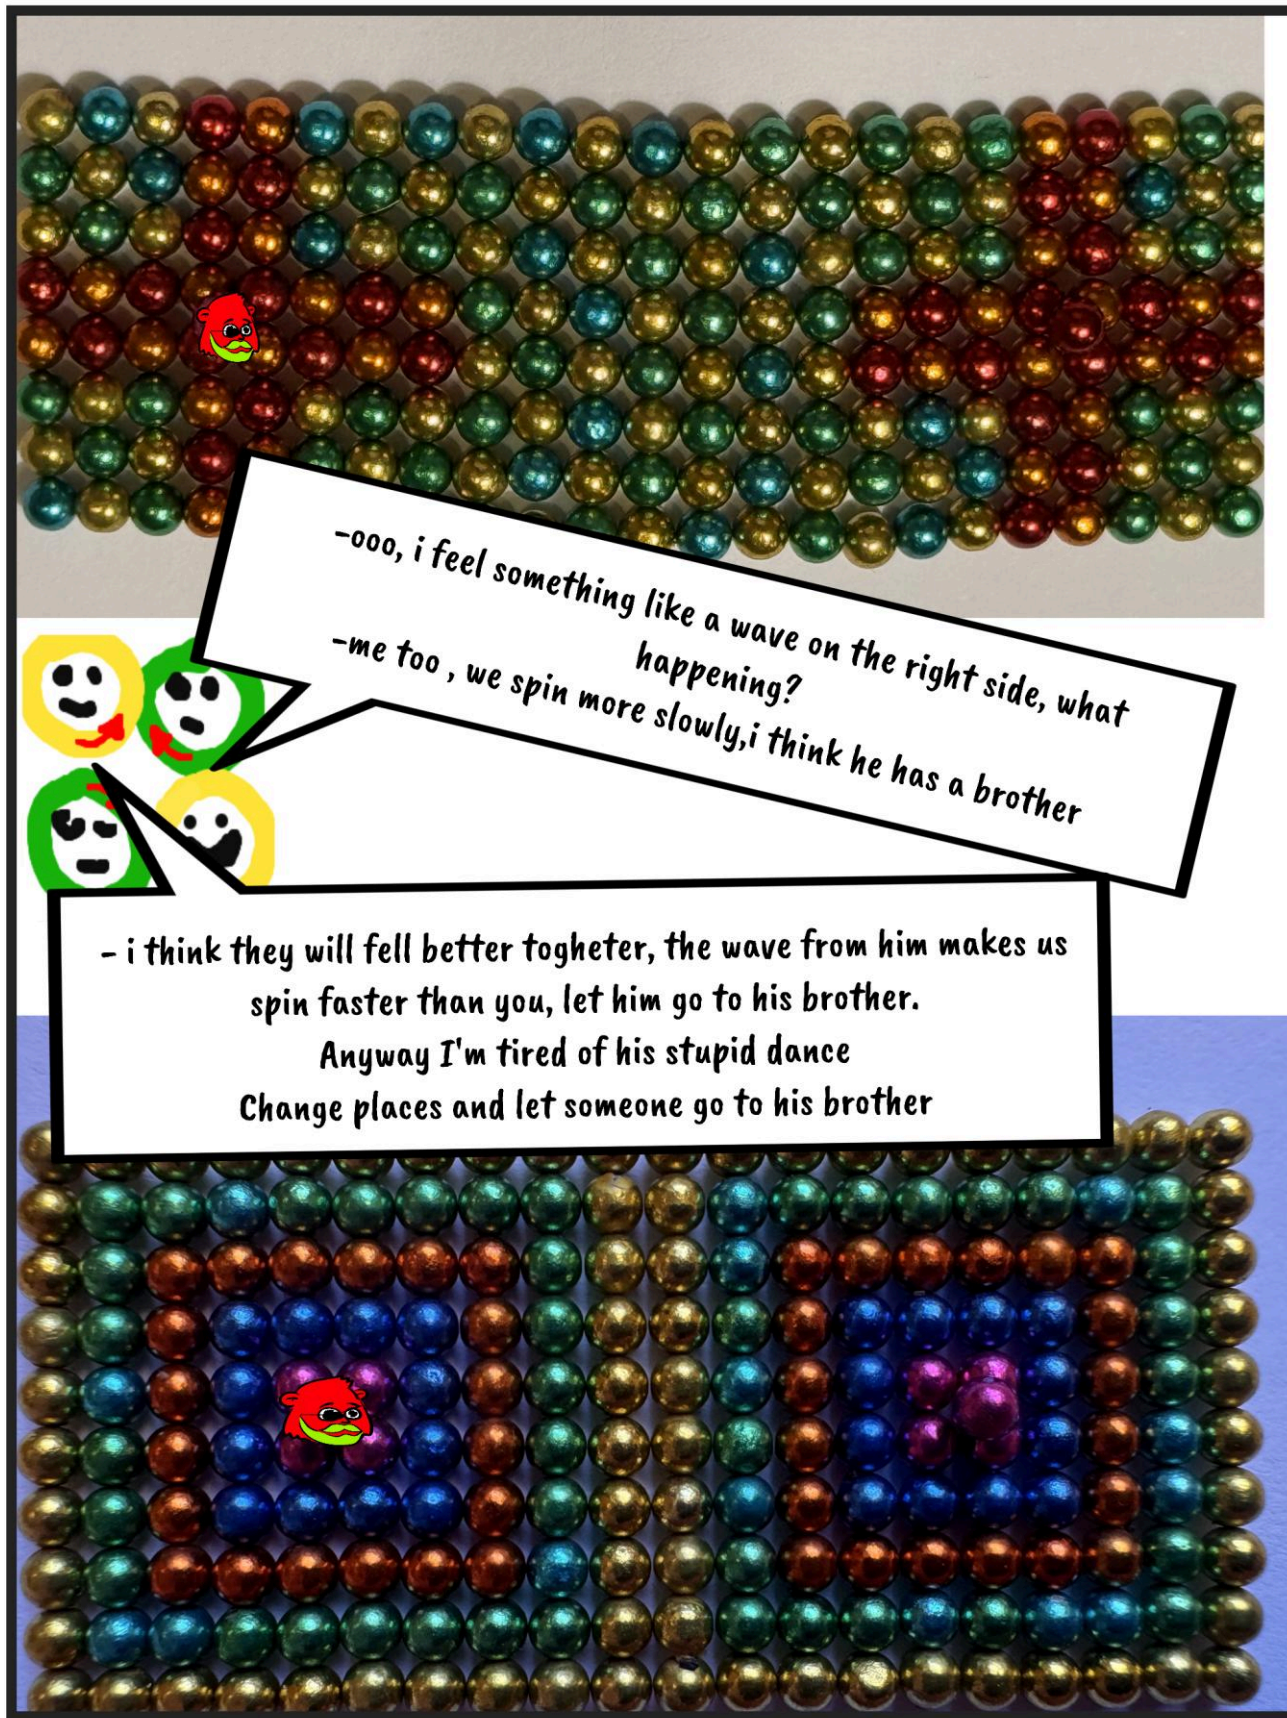 -ooo, i feel something like a wave on the right side, what
happening?
-me too , we spin more slowly,i think he has a brother
- i think they will fell better togheter, the wave from him makes us
spin faster than you, let him go to his brother.
Anyway I'm tired of his stupid dance
Change places and let someone go to his brother